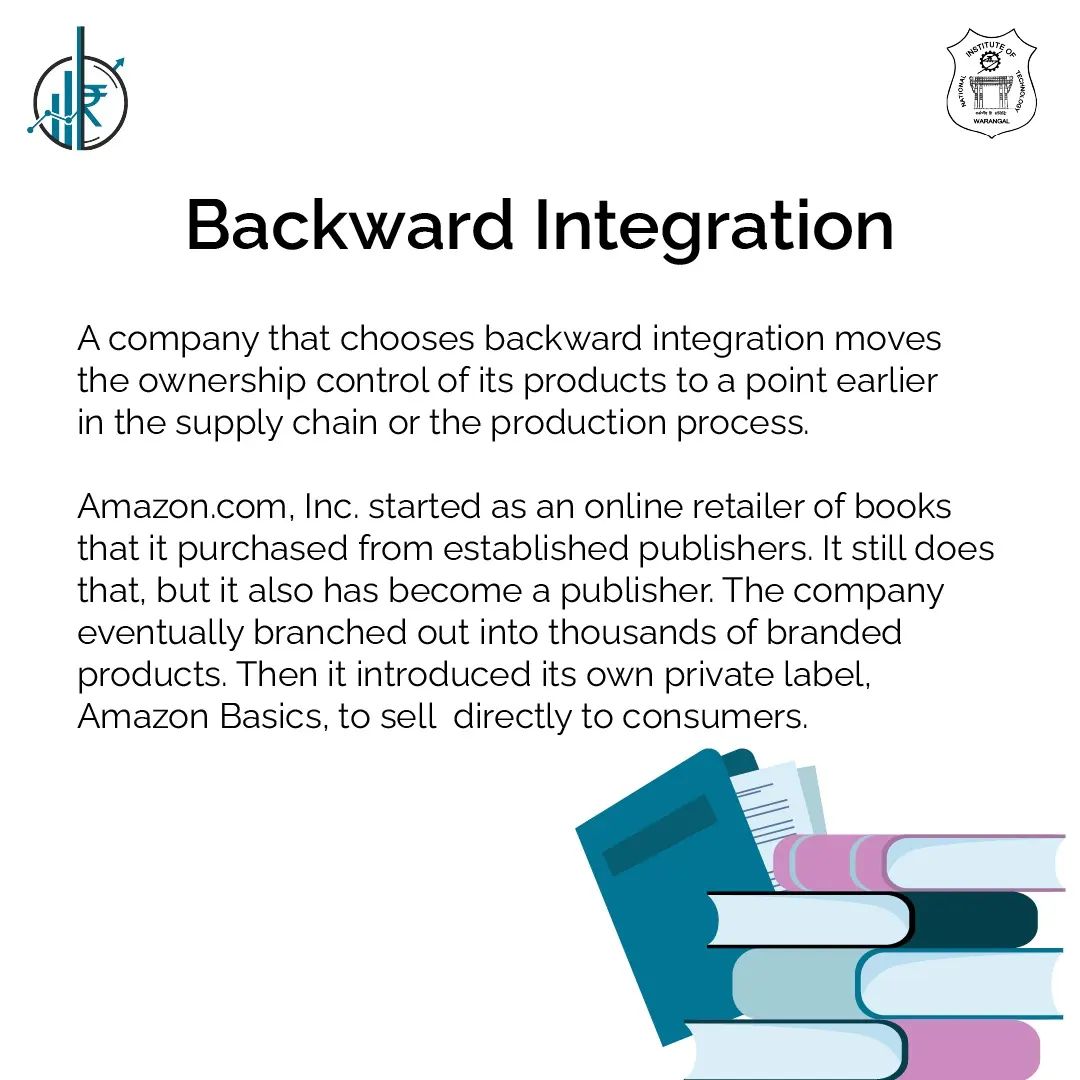 NATIONAL INSTITUTE OF TECHNOLOGY
WARANGAL
Backward Integration
A company that chooses backward integration moves
the ownership control of its products to a point earlier
in the supply chain or the production process.
Amazon.com, Inc. started as an online retailer of books
that it purchased from established publishers. It still does
that, but it also has become a publisher. The company
eventually branched out into thousands of branded
products. Then it introduced its own private label,
Amazon Basics, to sell  directly to consumers.